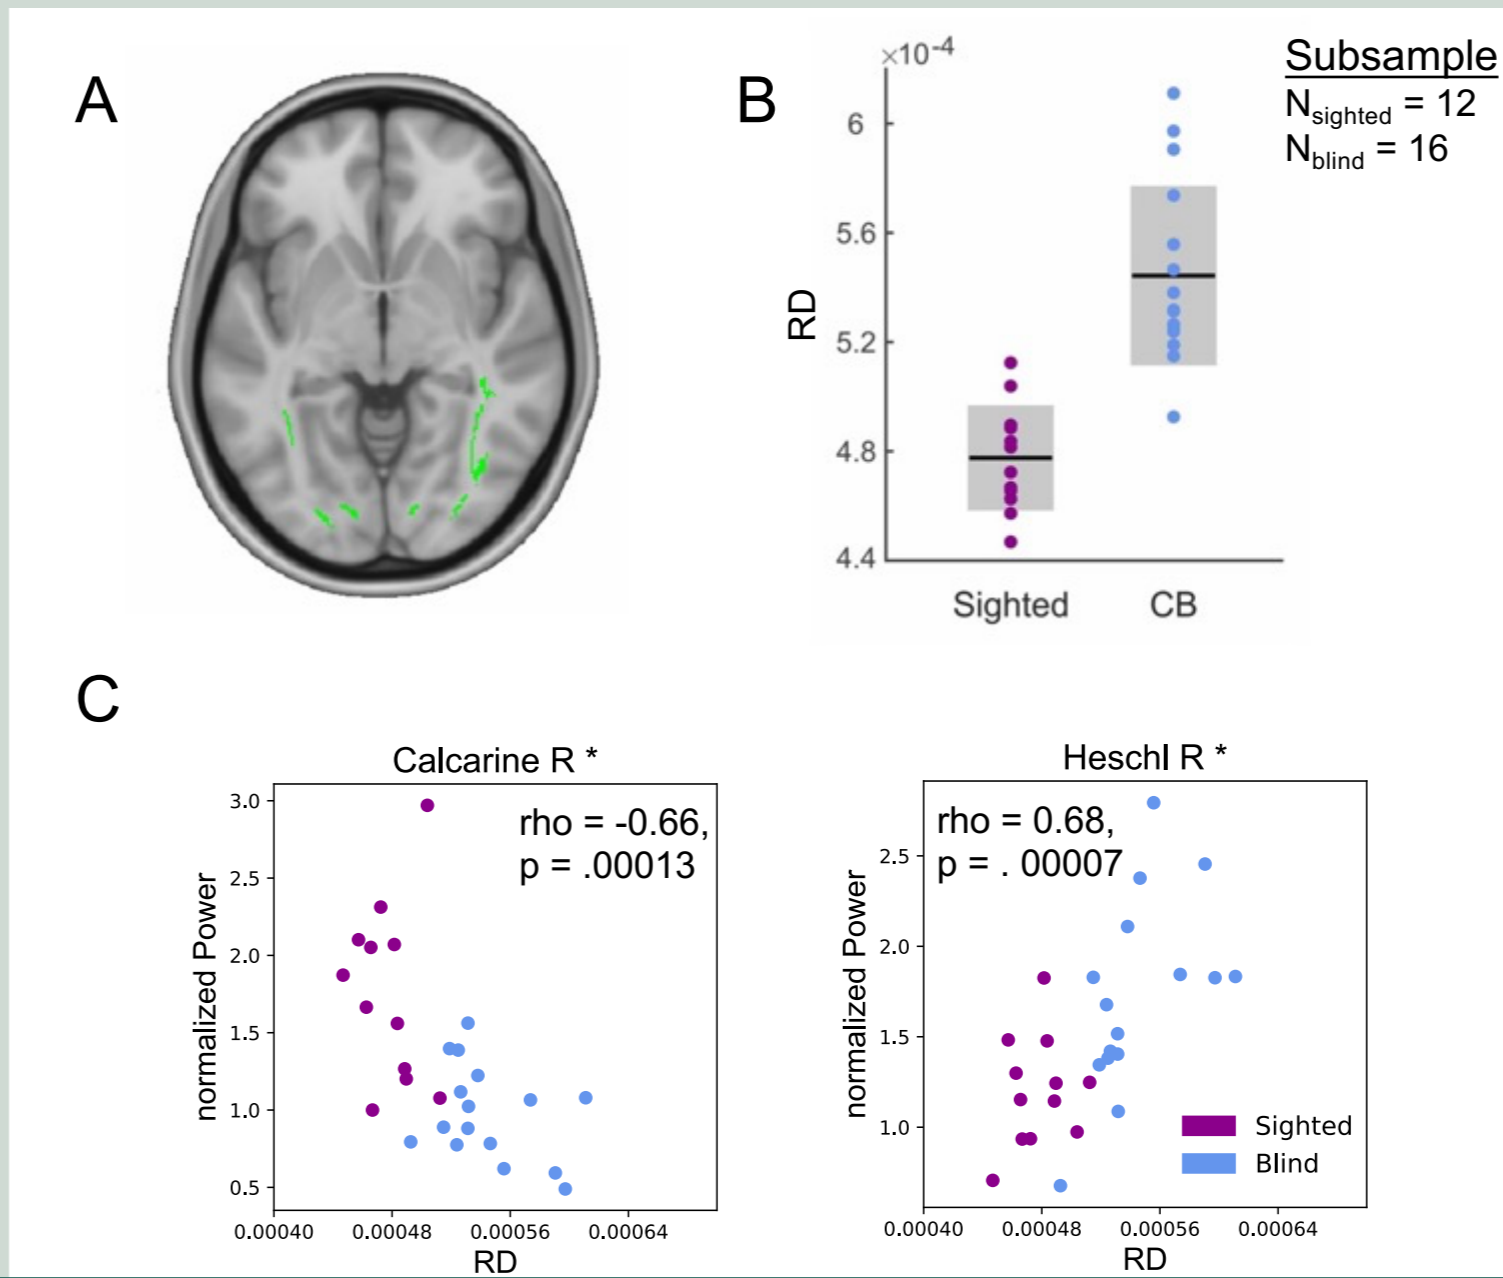 A
B
×10⁻⁴
6
5.6
5.2
4.8
4.4
RD
Sighted
CB
Subsample
Nsighted = 12
Nblind = 16
C
Calcarine R *
rho = -0.66,
p = .00013
3.0
2.5
2.0
1.5
1.0
0.5
normalized Power
0.00040
0.00048
0.00056
0.00064
RD
Heschl R *
rho = 0.68,
p = . 00007
2.5
2.0
1.5
1.0
normalized Power
Sighted
Blind
0.00040
0.00048
0.00056
0.00064
RD